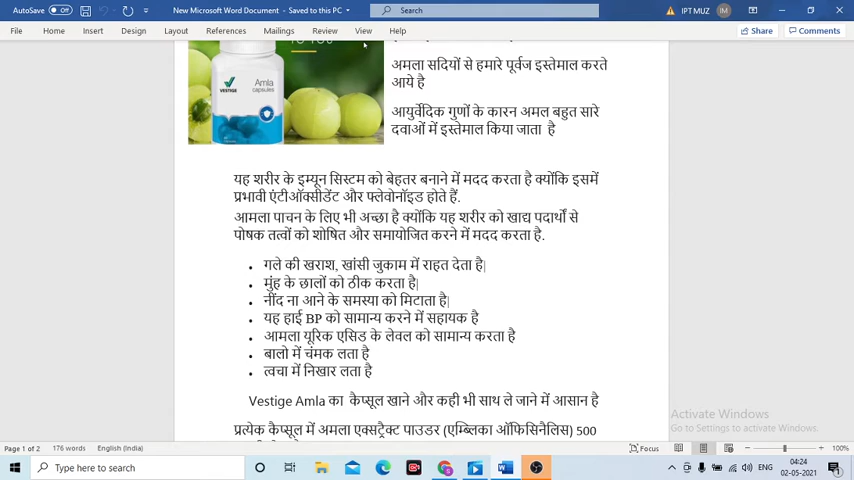 AutoSave Off New Microsoft Word Document - Saved to this PC Search IPT MUZ IM
File Home Insert Design Layout References Mailings Review View Help Share Comments
VESTIGE
Amla
capsules
अमला सदियों से हमारे पूर्वज इस्तेमाल करते
आये है
आयुर्वेदिक गुणों के कारन अमल बहुत सारे
दवाओं में इस्तेमाल किया जाता है
यह शरीर के इम्यून सिस्टम को बेहतर बनाने में मदद करता है क्योंकि इसमें
प्रभावी एंटीऑक्सीडेंट और फ्लेवोनॉइड होते हैं.
आमला पाचन के लिए भी अच्छा है क्योंकि यह शरीर को खाद्य पदार्थों से
पोषक तत्वों को शोषित और समायोजित करने में मदद करता है.
• गले की खराश, खांसी जुकाम में राहत देता है|
• मुंह के छालों को ठीक करता है|
• नींद ना आने के समस्या को मिटाता है|
• यह हाई BP को सामान्य करने में सहायक है
• आमला यूरिक एसिड के लेवल को सामान्य करता है
• बालो में चंमक लता है
• त्वचा में निखार लता है
Vestige Amla का कैप्सूल खाने और कही भी साथ ले जाने में आसान है
प्रत्येक कैप्सूल में अमला एक्सट्रैक्ट पाउडर (एम्ब्लिका ऑफिसिनैलिस) 500
Activate Windows
Go to Settings to activate Windows.
Page 1 of 2 176 words English (India) Focus 100%
Type here to search ENG 04:24
02-05-2021